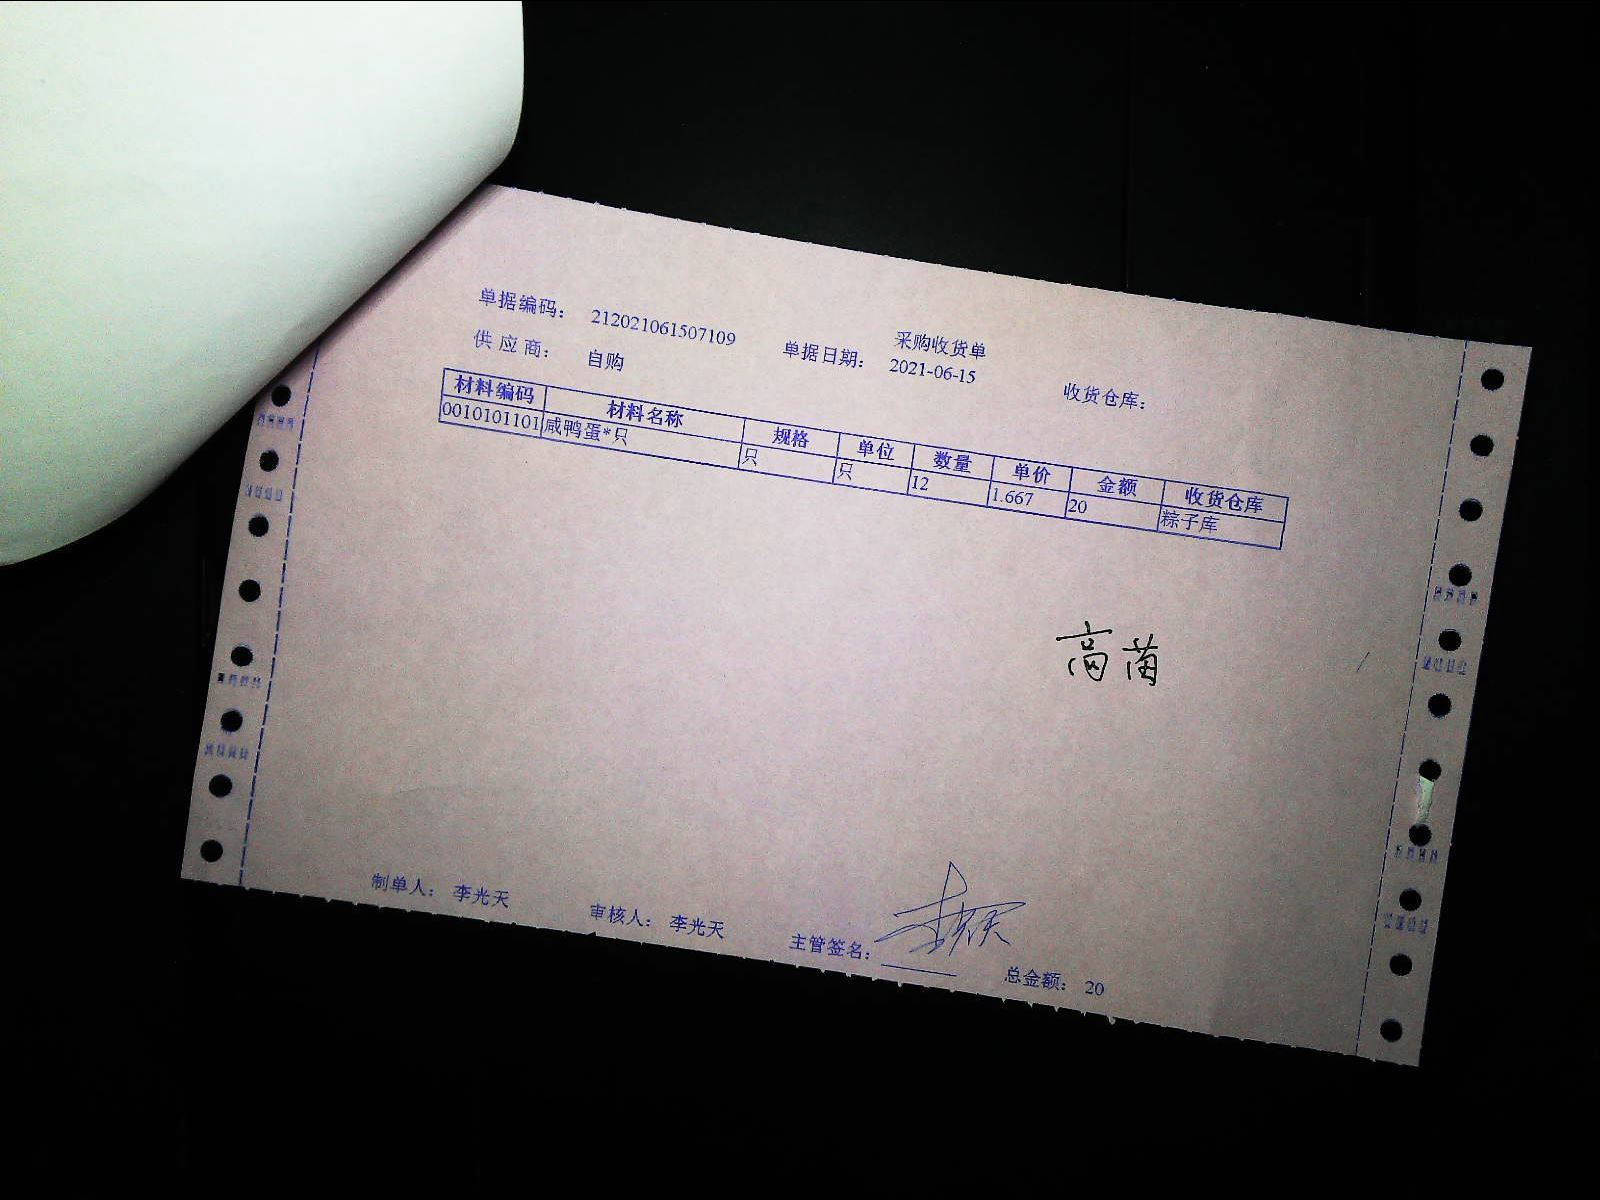 采购收货单
单据编码： 212021061507109 单据日期： 2021-06-15 收货仓库：
供应商： 自购
材料编码 材料名称 规格 单位 数量 单价 金额 收货仓库
0010101101 咸鸭蛋*只 只 只 12 1.667 20 粽子库
高苗
制单人： 李光天 审核人： 李光天 主管签名： 总金额： 20